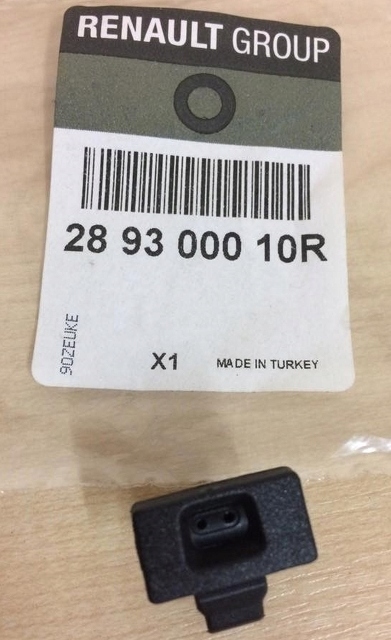 RENAULT GROUP
28 93 000 10R
90ZEUKE
X1
MADE IN TURKEY